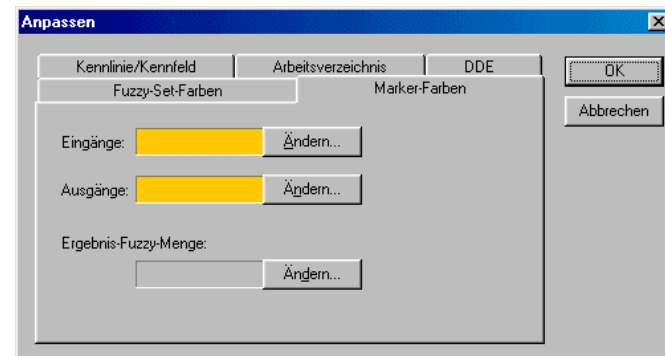 Anpassen
Kennlinie/Kennfeld Arbeitsverzeichnis DDE
Fuzzy-Set-Farben Marker-Farben
OK
Abbrechen
Eingänge: Ändern...
Ausgänge: Ändern...
Ergebnis-Fuzzy-Menge:
Ändern...